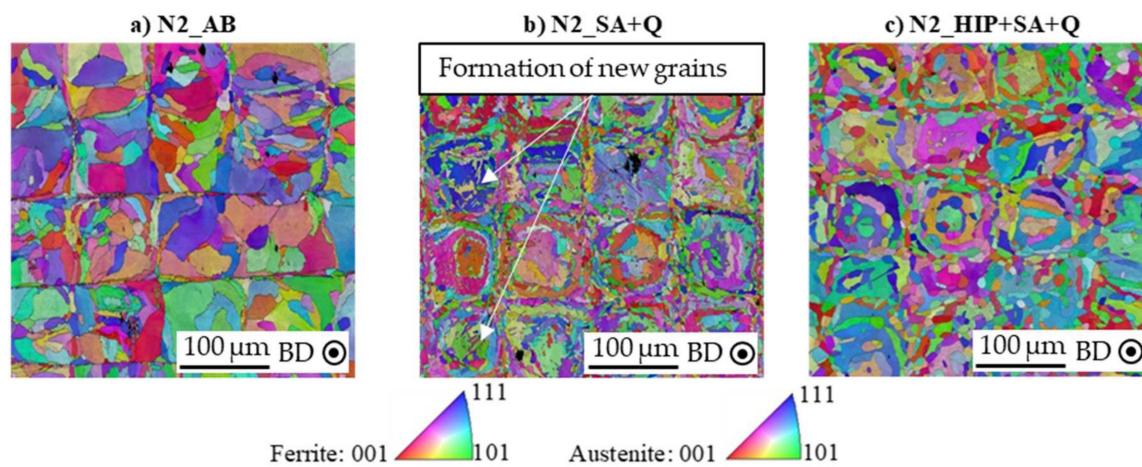 a) N2_AB
b) N2_SA+Q
c) N2_HIP+SA+Q
Formation of new grains
100 µm BD
100 µm BD
100 µm BD
111
111
Ferrite: 001
101
Austenite: 001
101